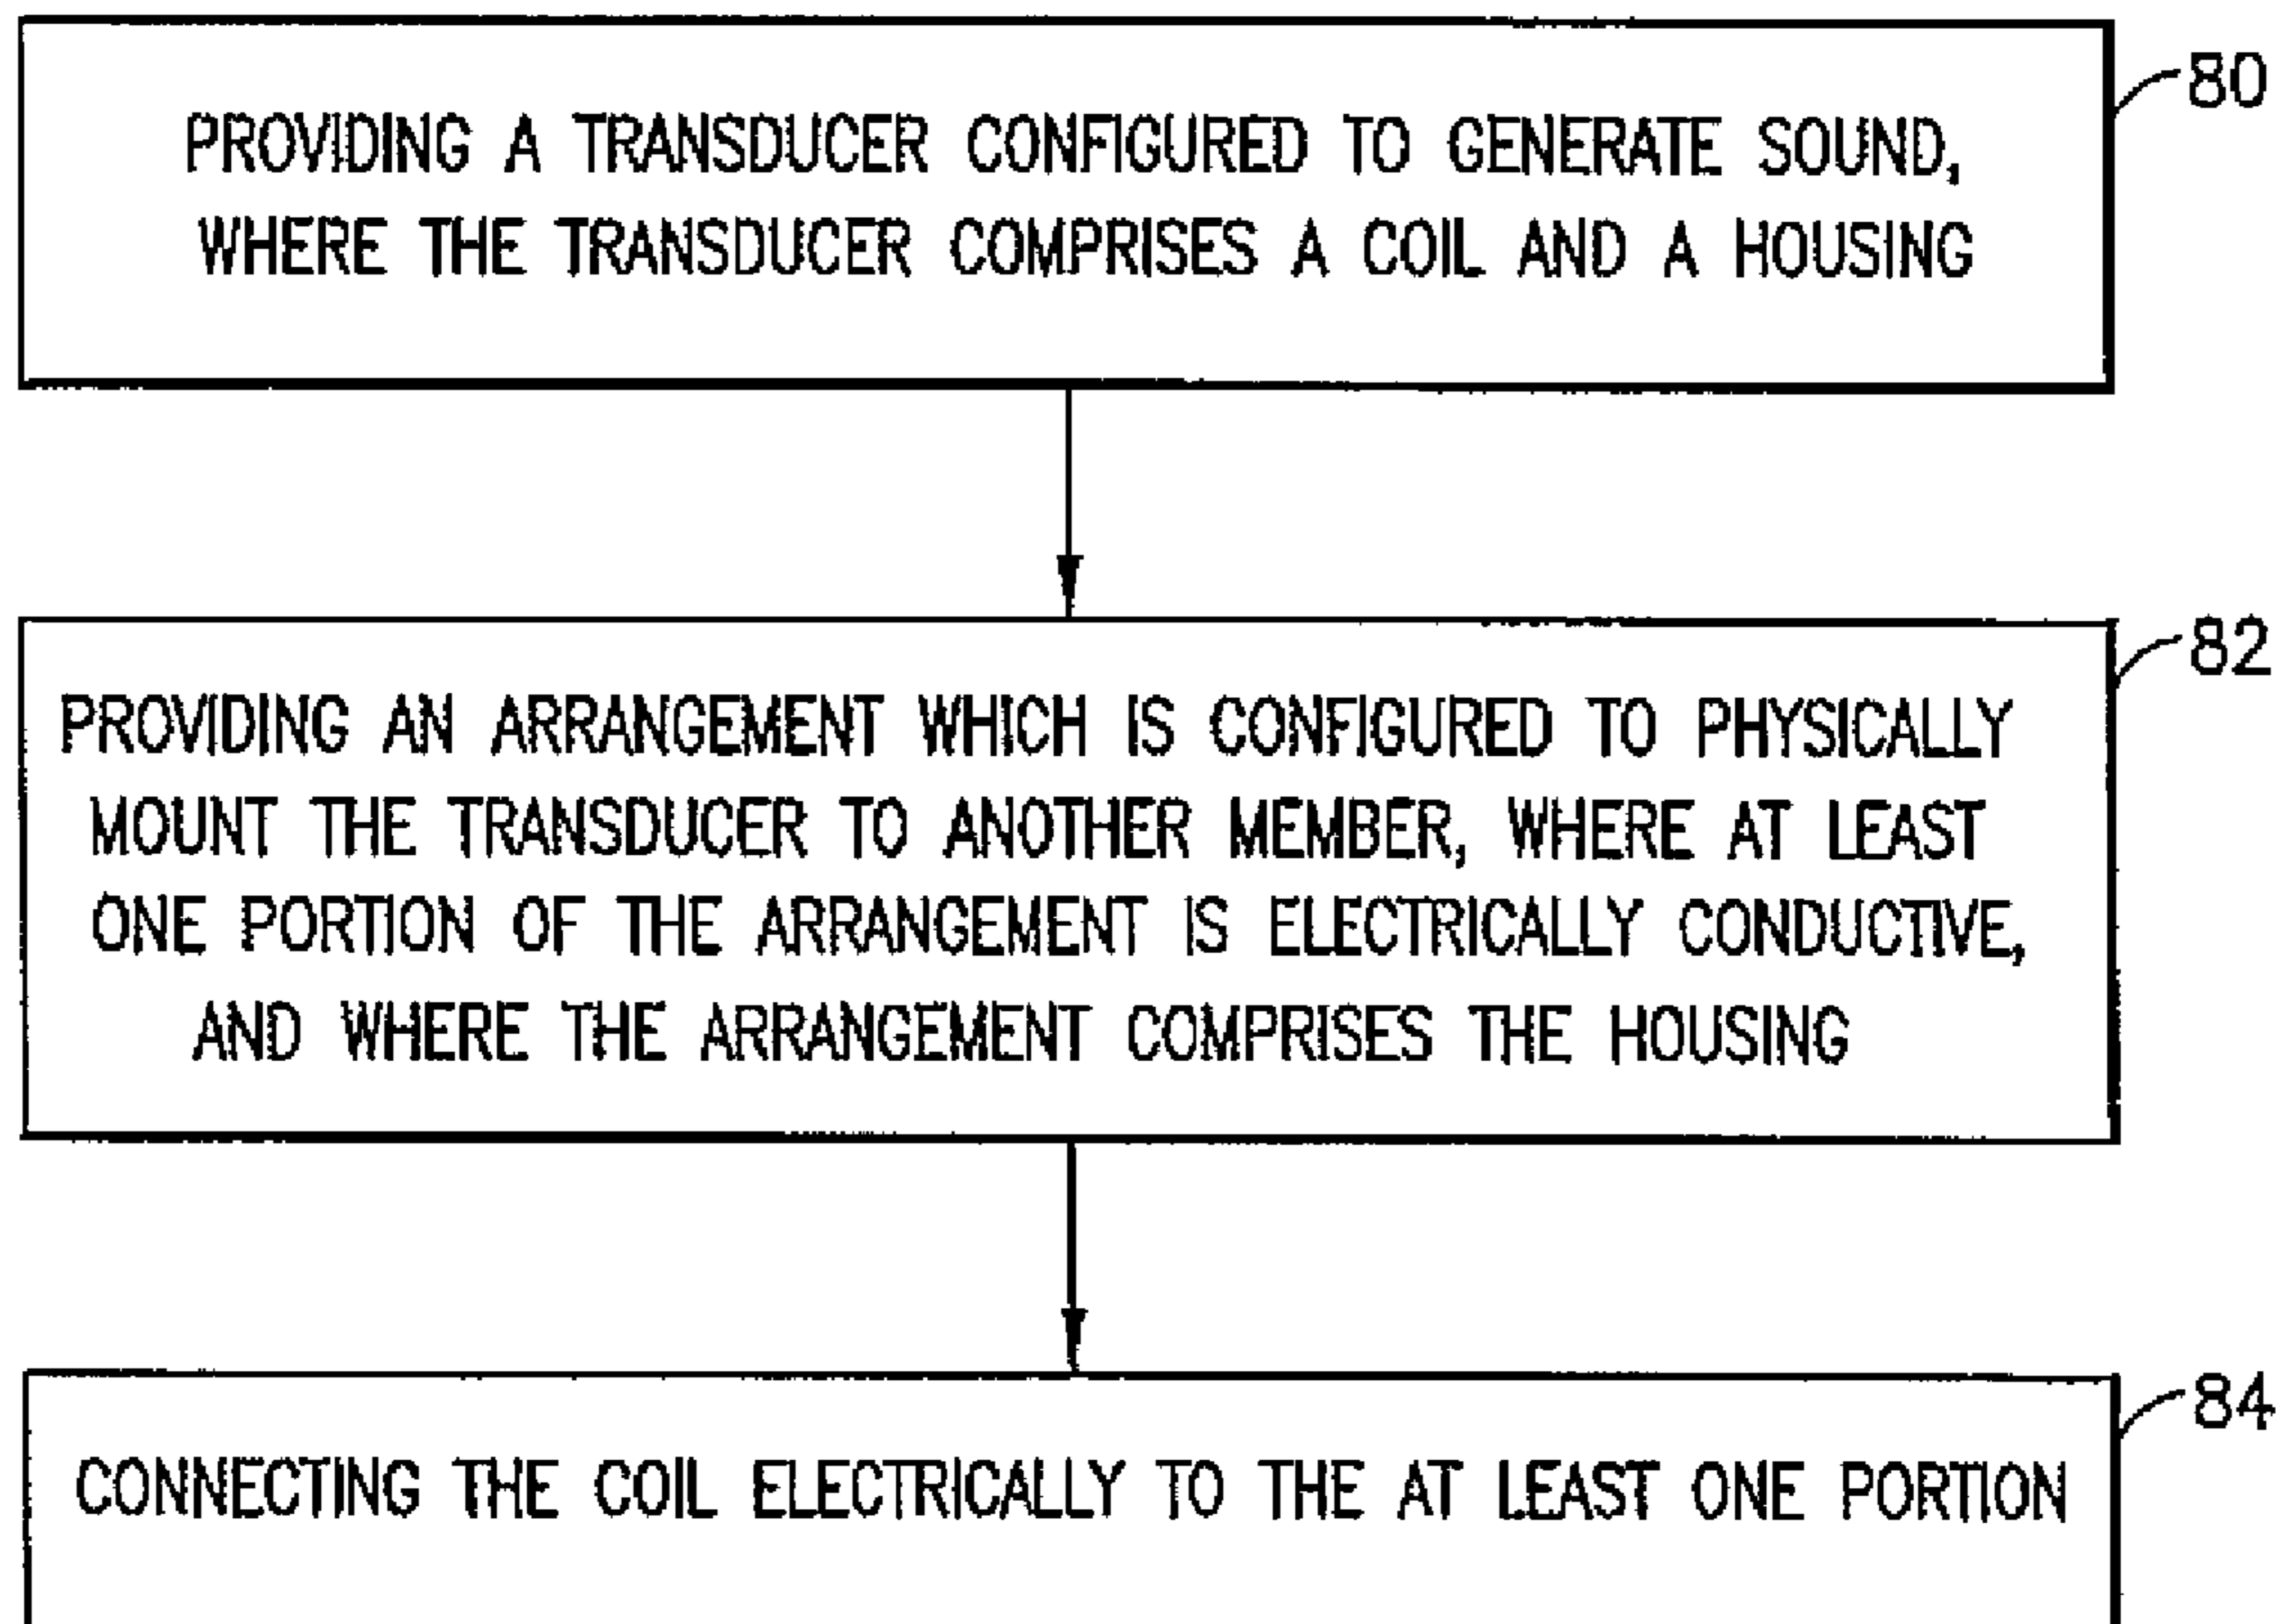 80
PROVIDING A TRANSDUCER CONFIGURED TO GENERATE SOUND,
WHERE THE TRANSDUCER COMPRISES A COIL AND A HOUSING
82
PROVIDING AN ARRANGEMENT WHICH IS CONFIGURED TO PHYSICALLY
MOUNT THE TRANSDUCER TO ANOTHER MEMBER, WHERE AT LEAST
ONE PORTION OF THE ARRANGEMENT IS ELECTRICALLY CONDUCTIVE,
AND WHERE THE ARRANGEMENT COMPRISES THE HOUSING
84
CONNECTING THE COIL ELECTRICALLY TO THE AT LEAST ONE PORTION